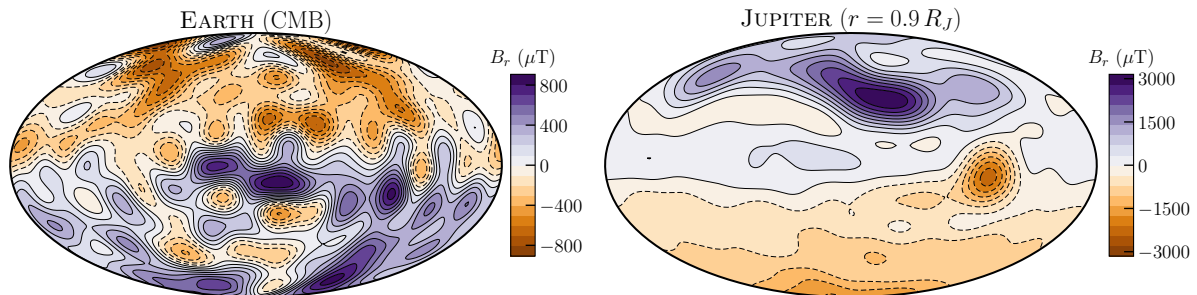 EARTH (CMB)
B_r (μT)
800
400
0
−400
−800
JUPITER (r = 0.9 R_J)
B_r (μT)
3000
1500
0
−1500
−3000